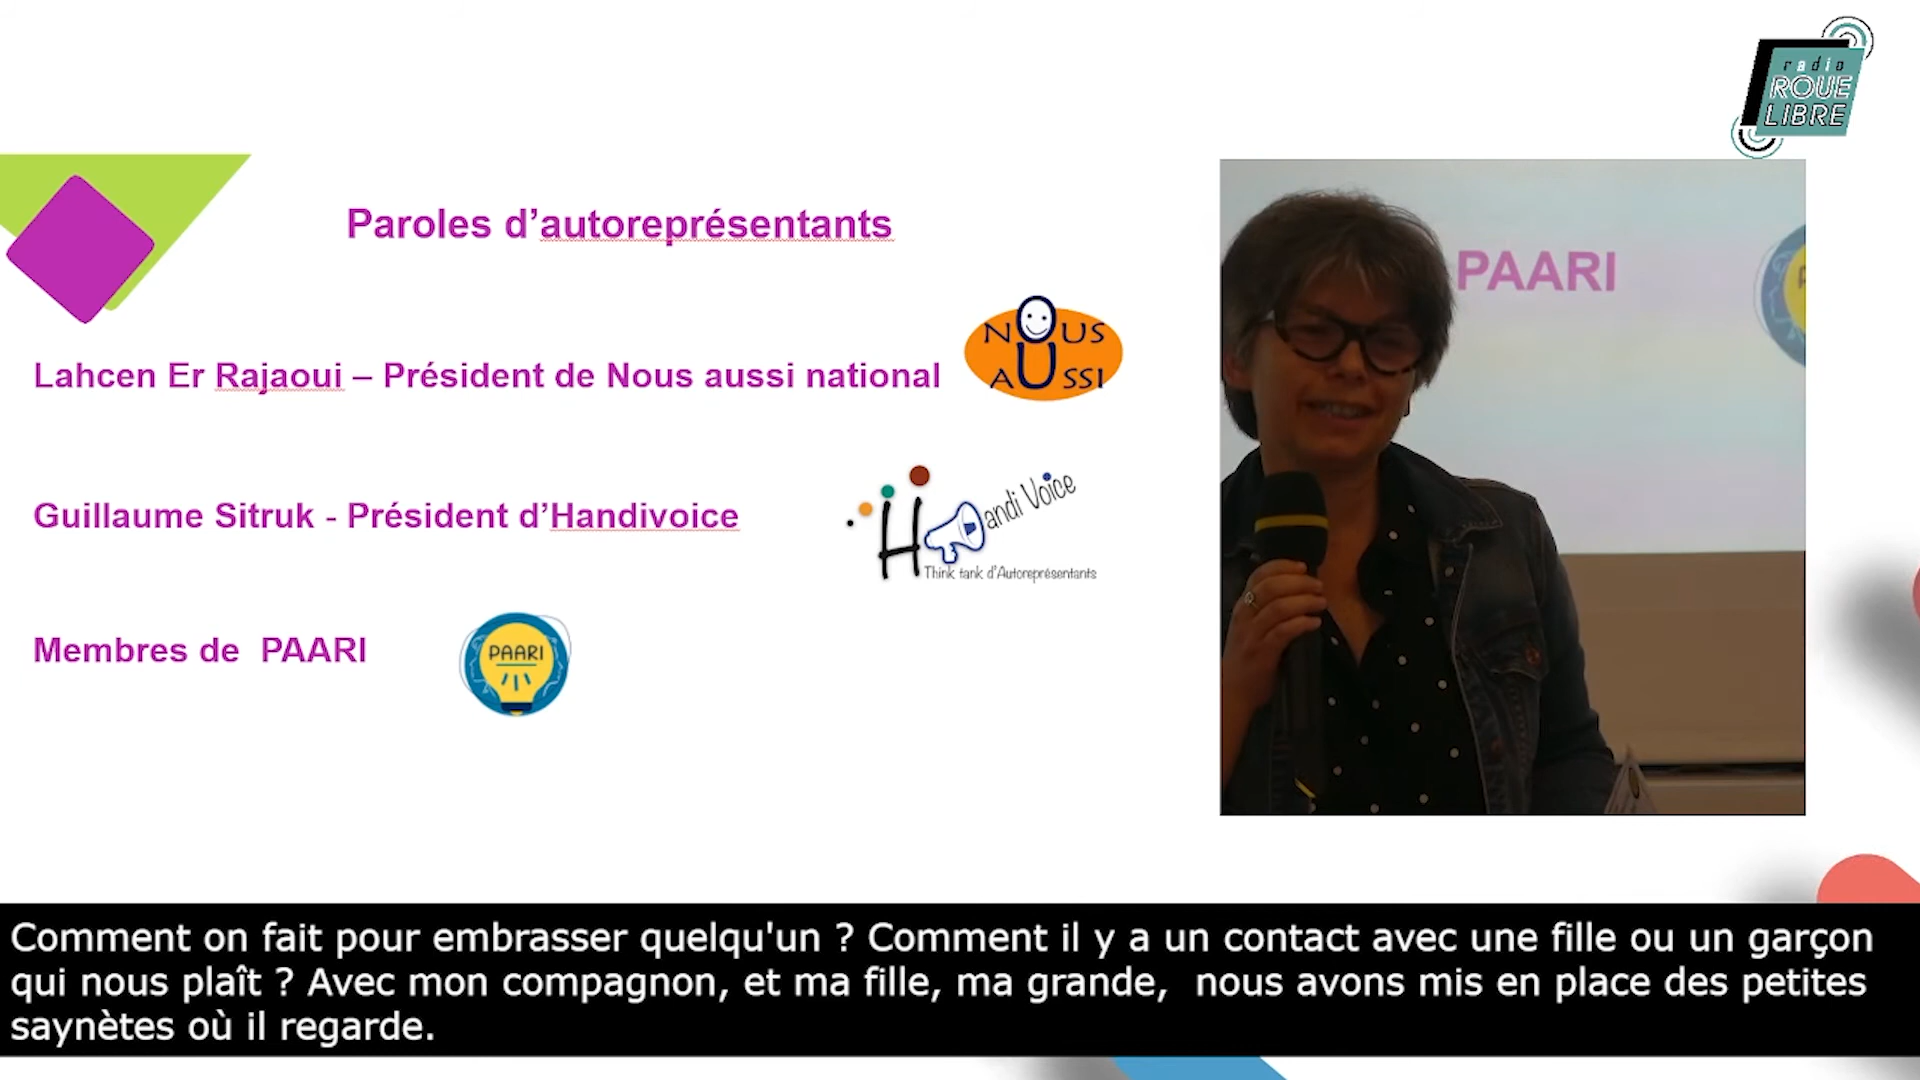 radio
ROUE
LIBRE
Paroles d’autoreprésentants
PAARI
NOUS
AUSSI
Lahcen Er Rajaoui – Président de Nous aussi national
Handi Voice
Think tank d'Autoreprésentants
Guillaume Sitruk - Président d’Handivoice
Membres de  PAARI
PAARI
Comment on fait pour embrasser quelqu'un ? Comment il y a un contact avec une fille ou un garçon
qui nous plaît ? Avec mon compagnon, et ma fille, ma grande,  nous avons mis en place des petites
saynètes où il regarde.